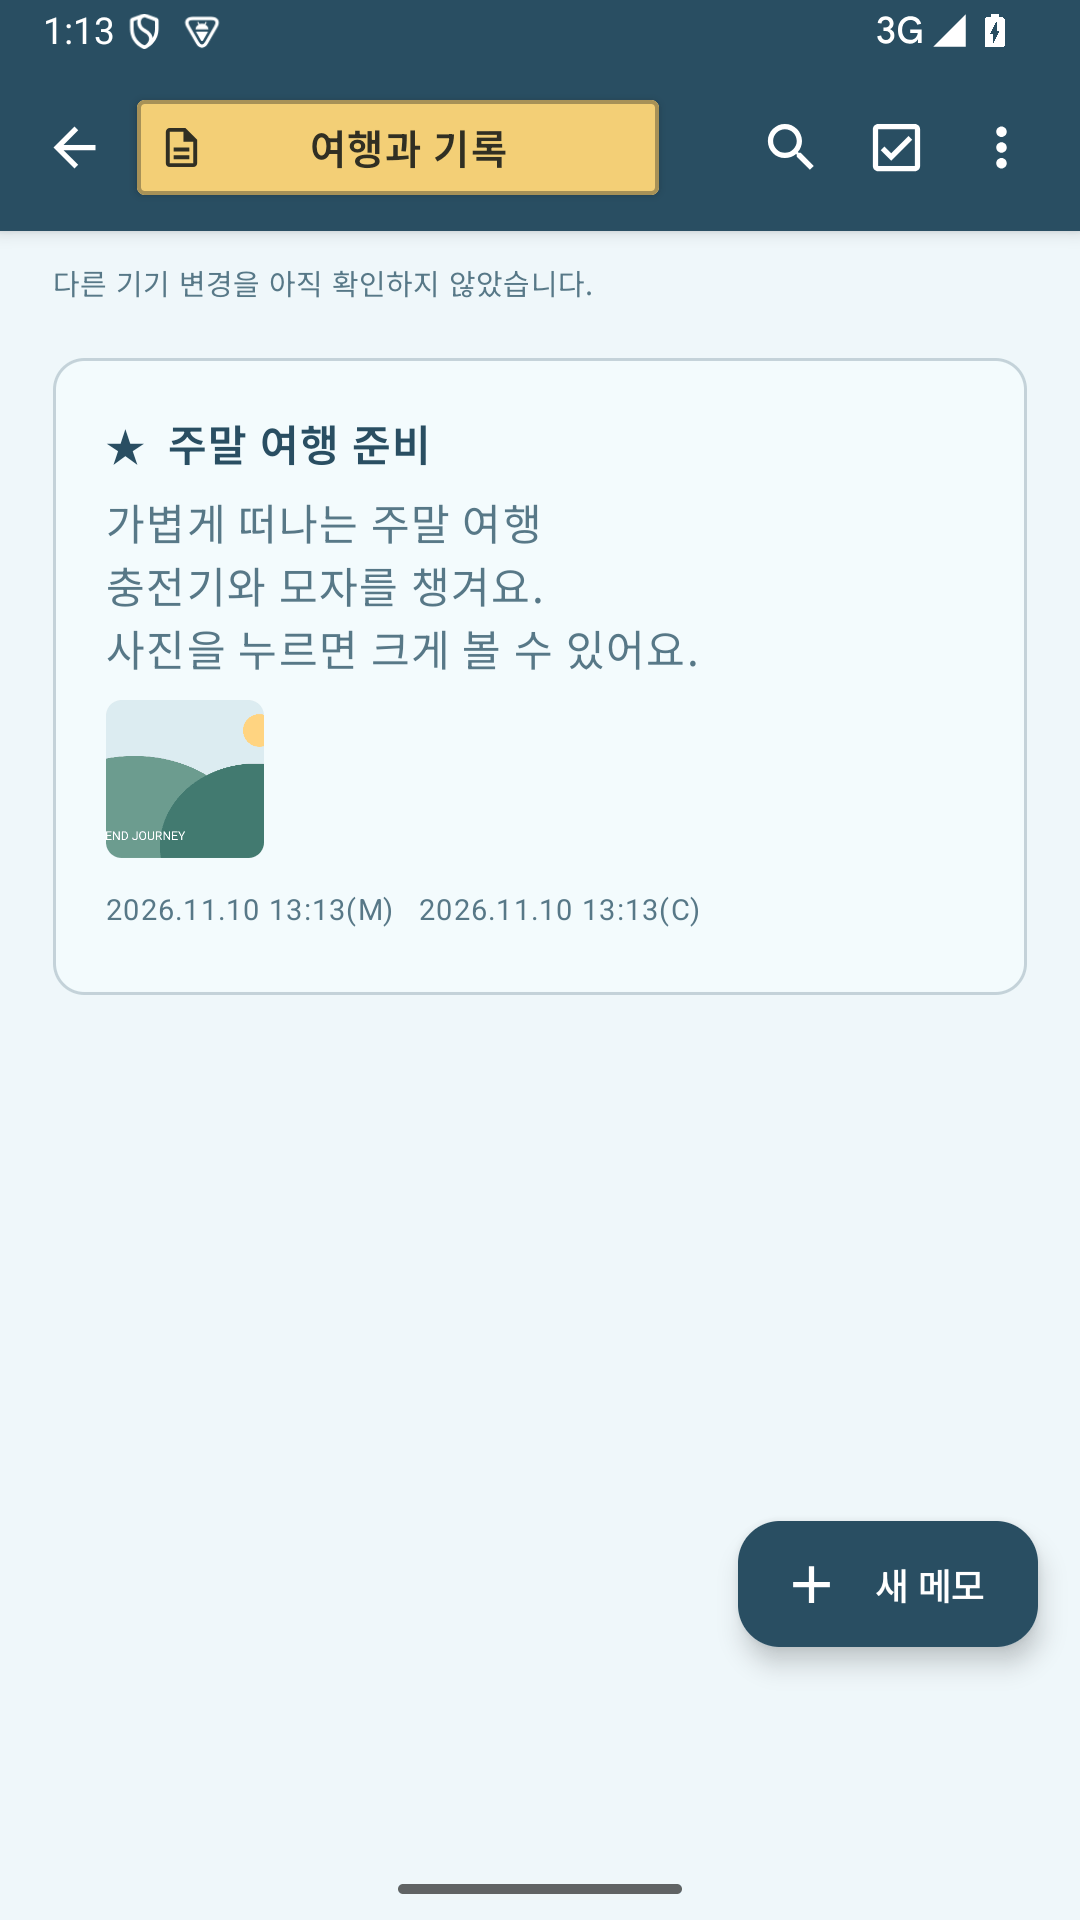 1:13
3G
여행과 기록
다른 기기 변경을 아직 확인하지 않았습니다.
★ 주말 여행 준비
가볍게 떠나는 주말 여행
충전기와 모자를 챙겨요.
사진을 누르면 크게 볼 수 있어요.
END JOURNEY
2026.11.10 13:13(M) 2026.11.10 13:13(C)
새 메모